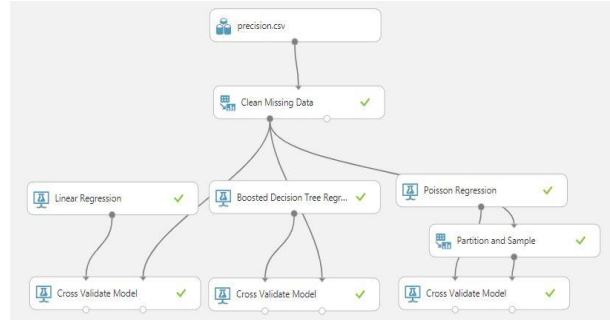 precision.csv
Clean Missing Data
Linear Regression
Boosted Decision Tree Regr...
Poisson Regression
Partition and Sample
Cross Validate Model
Cross Validate Model
Cross Validate Model